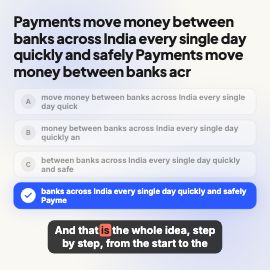 Payments move money between
banks across India every single day
quickly and safely Payments move
money between banks acr
A
move money between banks across India every single
day quick
B
money between banks across India every single day
quickly an
C
between banks across India every single day quickly
and safe
banks across India every single day quickly and safely
Payme
And that is the whole idea, step
by step, from the start to the